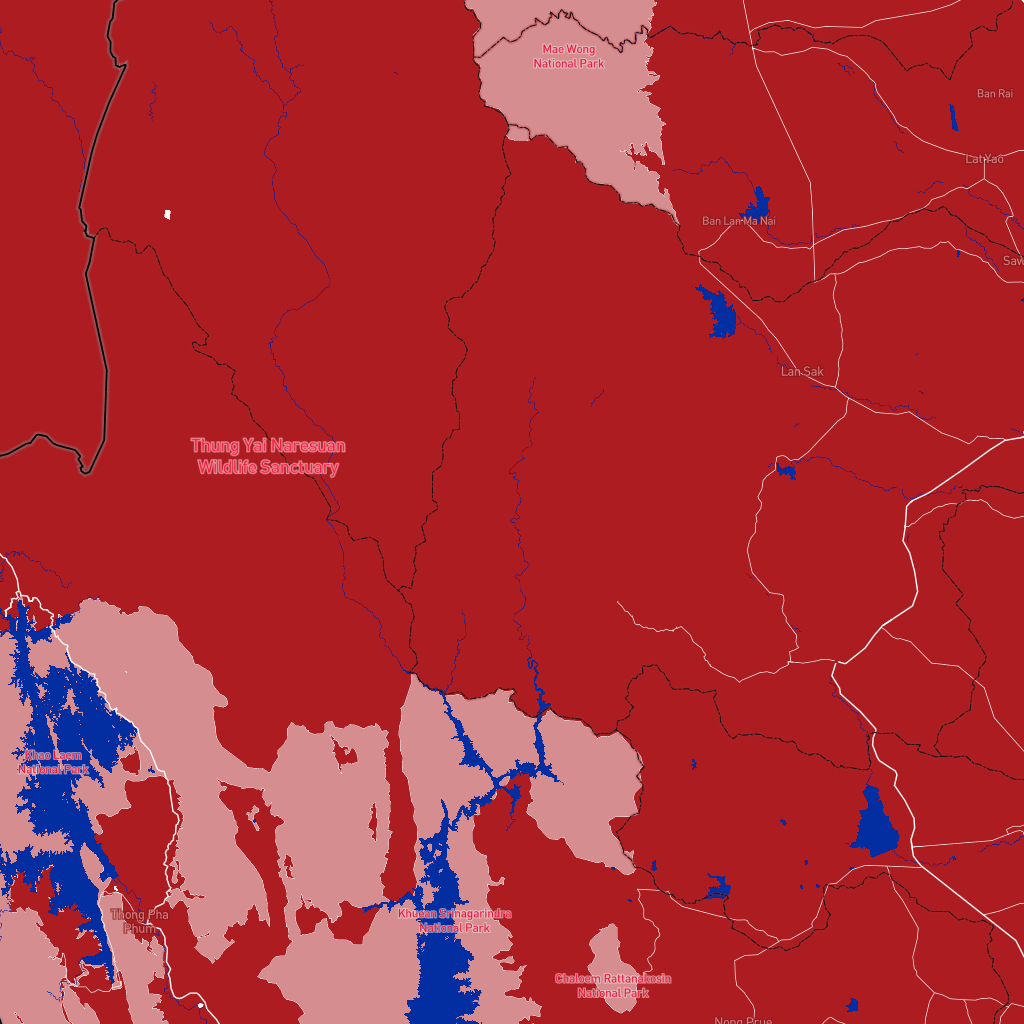 Mae Wong
National Park
Ban Rai
Lat Yao
Ban Lan Ma Nai
Saw
Lan Sak
Thung Yai Naresuan
Wildlife Sanctuary
Khao Laem
National Park
Thong Pha
Phum
Khuean Srinagarindra
National Park
Chaloem Rattanakosin
National Park
Nong Prue